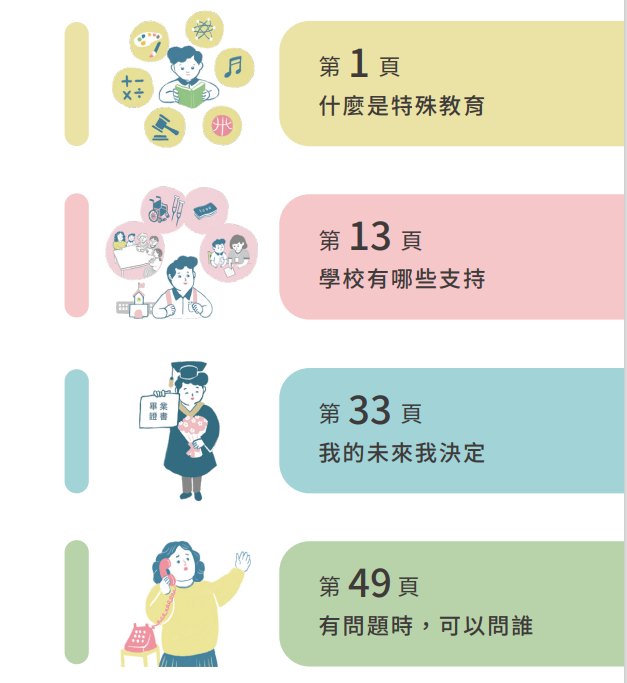 第 1 頁
什麼是特殊教育
第 13 頁
學校有哪些支持
畢業
證書
第 33 頁
我的未來我決定
第 49 頁
有問題時，可以問誰